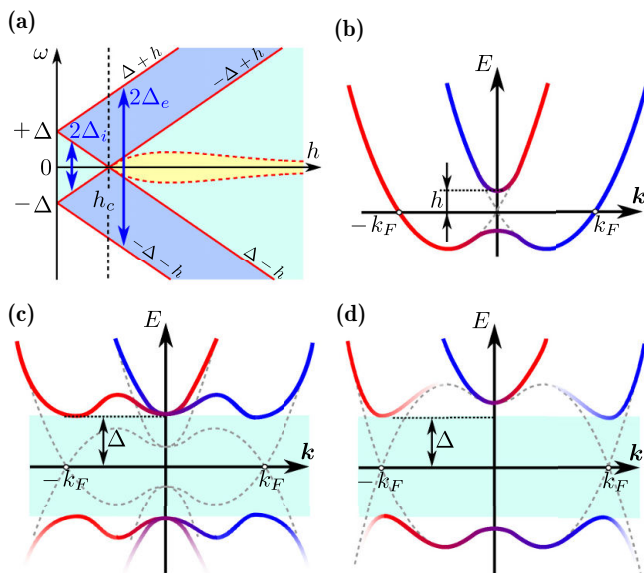 (a)
ω
+Δ
0
−Δ
2Δ_i
h_c
Δ + h
2Δ_e
−Δ + h
h
−Δ − h
Δ − h
(b)
E
h
−k_F
k_F
k
(c)
E
Δ
−k_F
k_F
k
(d)
E
Δ
−k_F
k_F
k